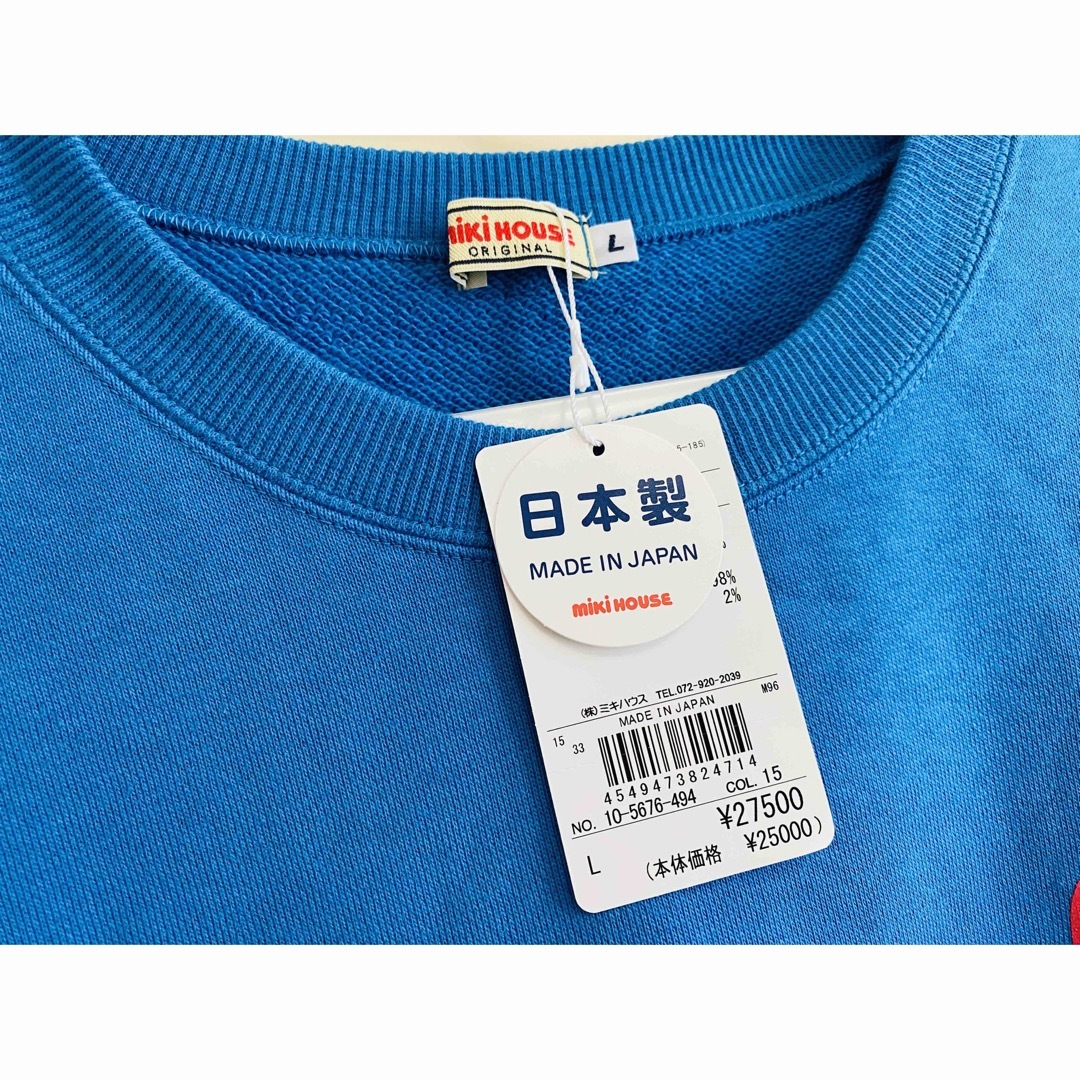 miKi HOUSE
ORIGINAL
L
5-185)
日本製
MADE IN JAPAN
miKi HOUSE
98%
2%
(株)ミキハウス TEL.072-920-2039
MADE IN JAPAN M96
15 33
4549473824714
NO. 10-5676-494 COL. 15
¥27500
L (本体価格 ¥25000)